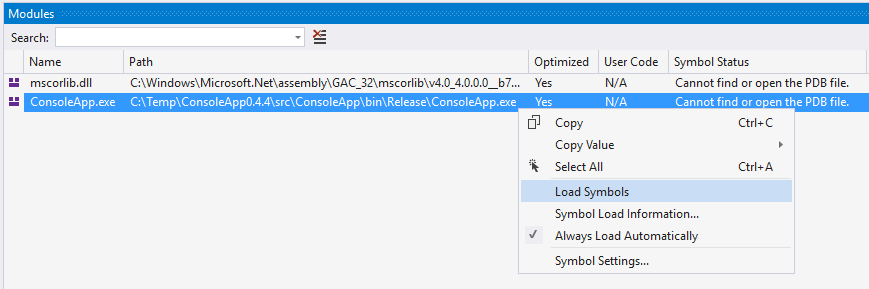 Modules
Search:
Name Path Optimized User Code Symbol Status
mscorlib.dll C:\Windows\Microsoft.Net\assembly\GAC_32\mscorlib\v4.0_4.0.0.0__b7... Yes N/A Cannot find or open the PDB file.
ConsoleApp.exe C:\Temp\ConsoleApp0.4.4\src\ConsoleApp\bin\Release\ConsoleApp.exe Yes N/A Cannot find or open the PDB file.
Copy Ctrl+C
Copy Value
Select All Ctrl+A
Load Symbols
Symbol Load Information...
Always Load Automatically
Symbol Settings...